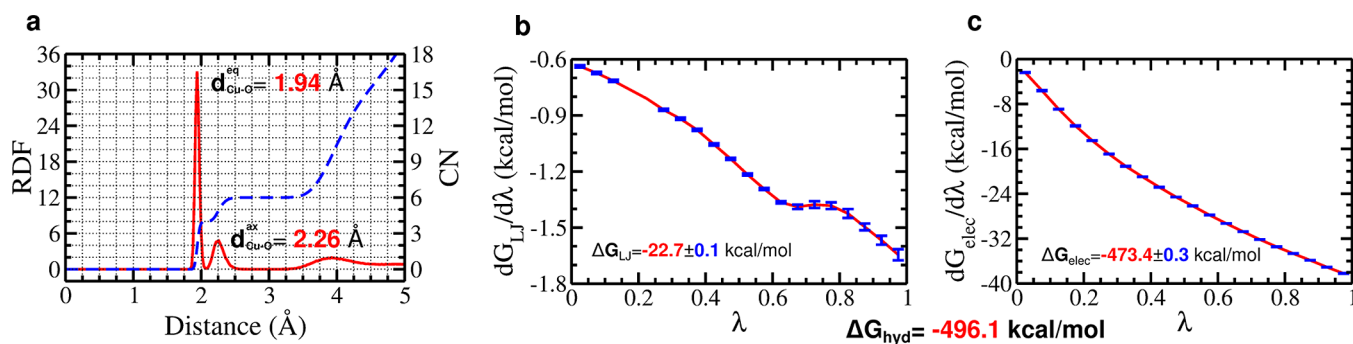 a
RDF
36
30
24
18
12
6
0
d^eq_Cu-O= 1.94 Å
d^ax_Cu-O= 2.26 Å
18
15
12
9
6
3
0
CN
0 1 2 3 4 5
Distance (Å)
b
dG_LJ/dλ (kcal/mol)
-0.6
-0.9
-1.2
-1.5
-1.8
ΔG_LJ=-22.7±0.1 kcal/mol
0 0.2 0.4 0.6 0.8 1
λ
c
dG_elec/dλ (kcal/mol)
0
-8
-16
-24
-32
-40
ΔG_elec=-473.4±0.3 kcal/mol
0 0.2 0.4 0.6 0.8 1
λ
ΔG_hyd= -496.1 kcal/mol